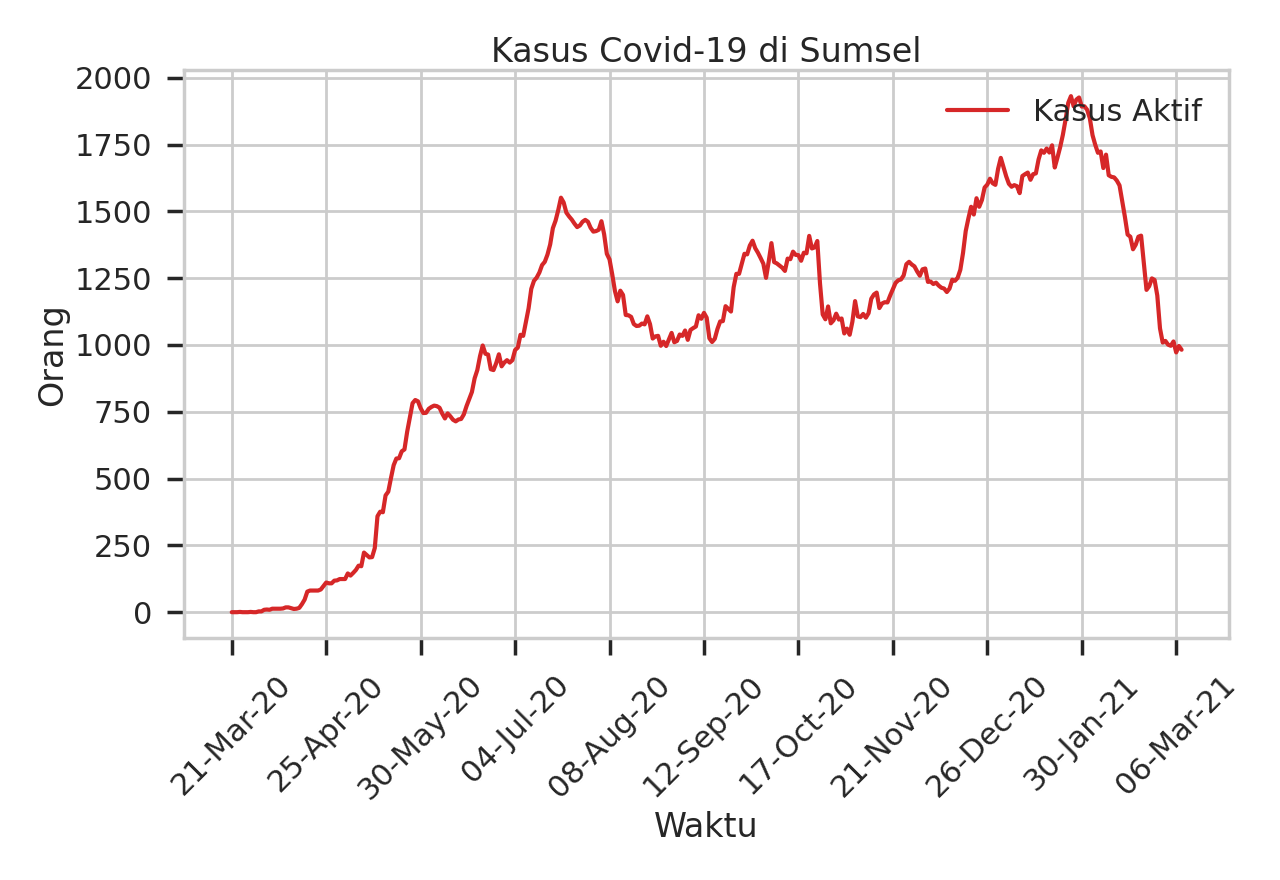 Kasus Covid-19 di Sumsel
Kasus Aktif
Orang
2000
1750
1500
1250
1000
750
500
250
0
21-Mar-20
25-Apr-20
30-May-20
04-Jul-20
08-Aug-20
12-Sep-20
17-Oct-20
21-Nov-20
26-Dec-20
30-Jan-21
06-Mar-21
Waktu